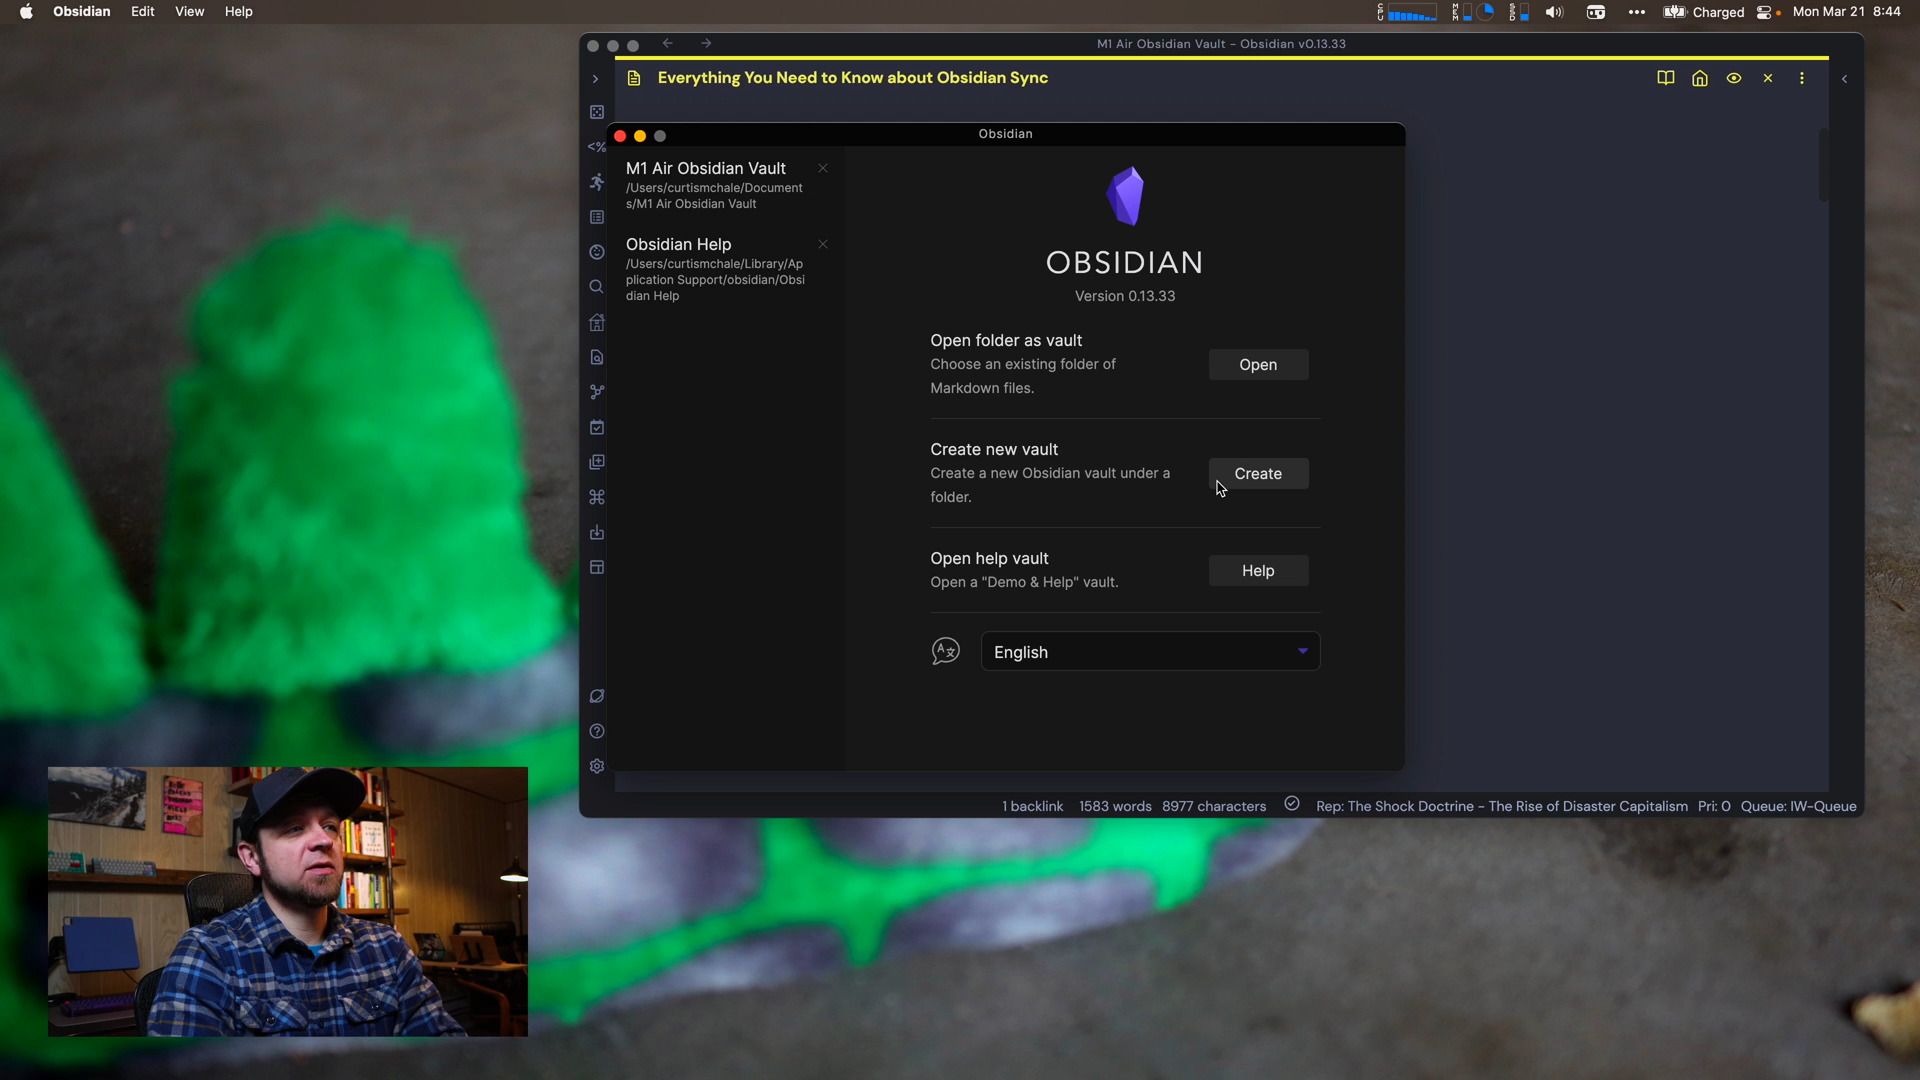 Obsidian Edit View Help
CPU MEM SSD Charged Mon Mar 21 8:44
M1 Air Obsidian Vault - Obsidian v0.13.33
Everything You Need to Know about Obsidian Sync
Obsidian
M1 Air Obsidian Vault
/Users/curtismchale/Document
s/M1 Air Obsidian Vault
Obsidian Help
/Users/curtismchale/Library/Ap
plication Support/obsidian/Obsi
dian Help
OBSIDIAN
Version 0.13.33
Open folder as vault
Choose an existing folder of
Markdown files.
Open
Create new vault
Create a new Obsidian vault under a
folder.
Create
Open help vault
Open a "Demo & Help" vault.
Help
English
1 backlink 1583 words 8977 characters Rep: The Shock Doctrine - The Rise of Disaster Capitalism Pri: 0 Queue: IW-Queue